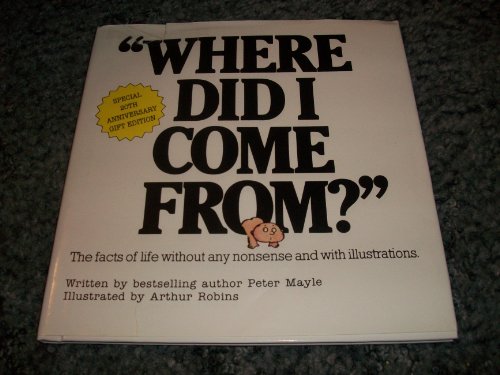 "WHERE
DID I
COME
FROM?"
SPECIAL
20TH
ANNIVERSARY
GIFT EDITION
The facts of life without any nonsense and with illustrations.
Written by bestselling author Peter Mayle
Illustrated by Arthur Robins